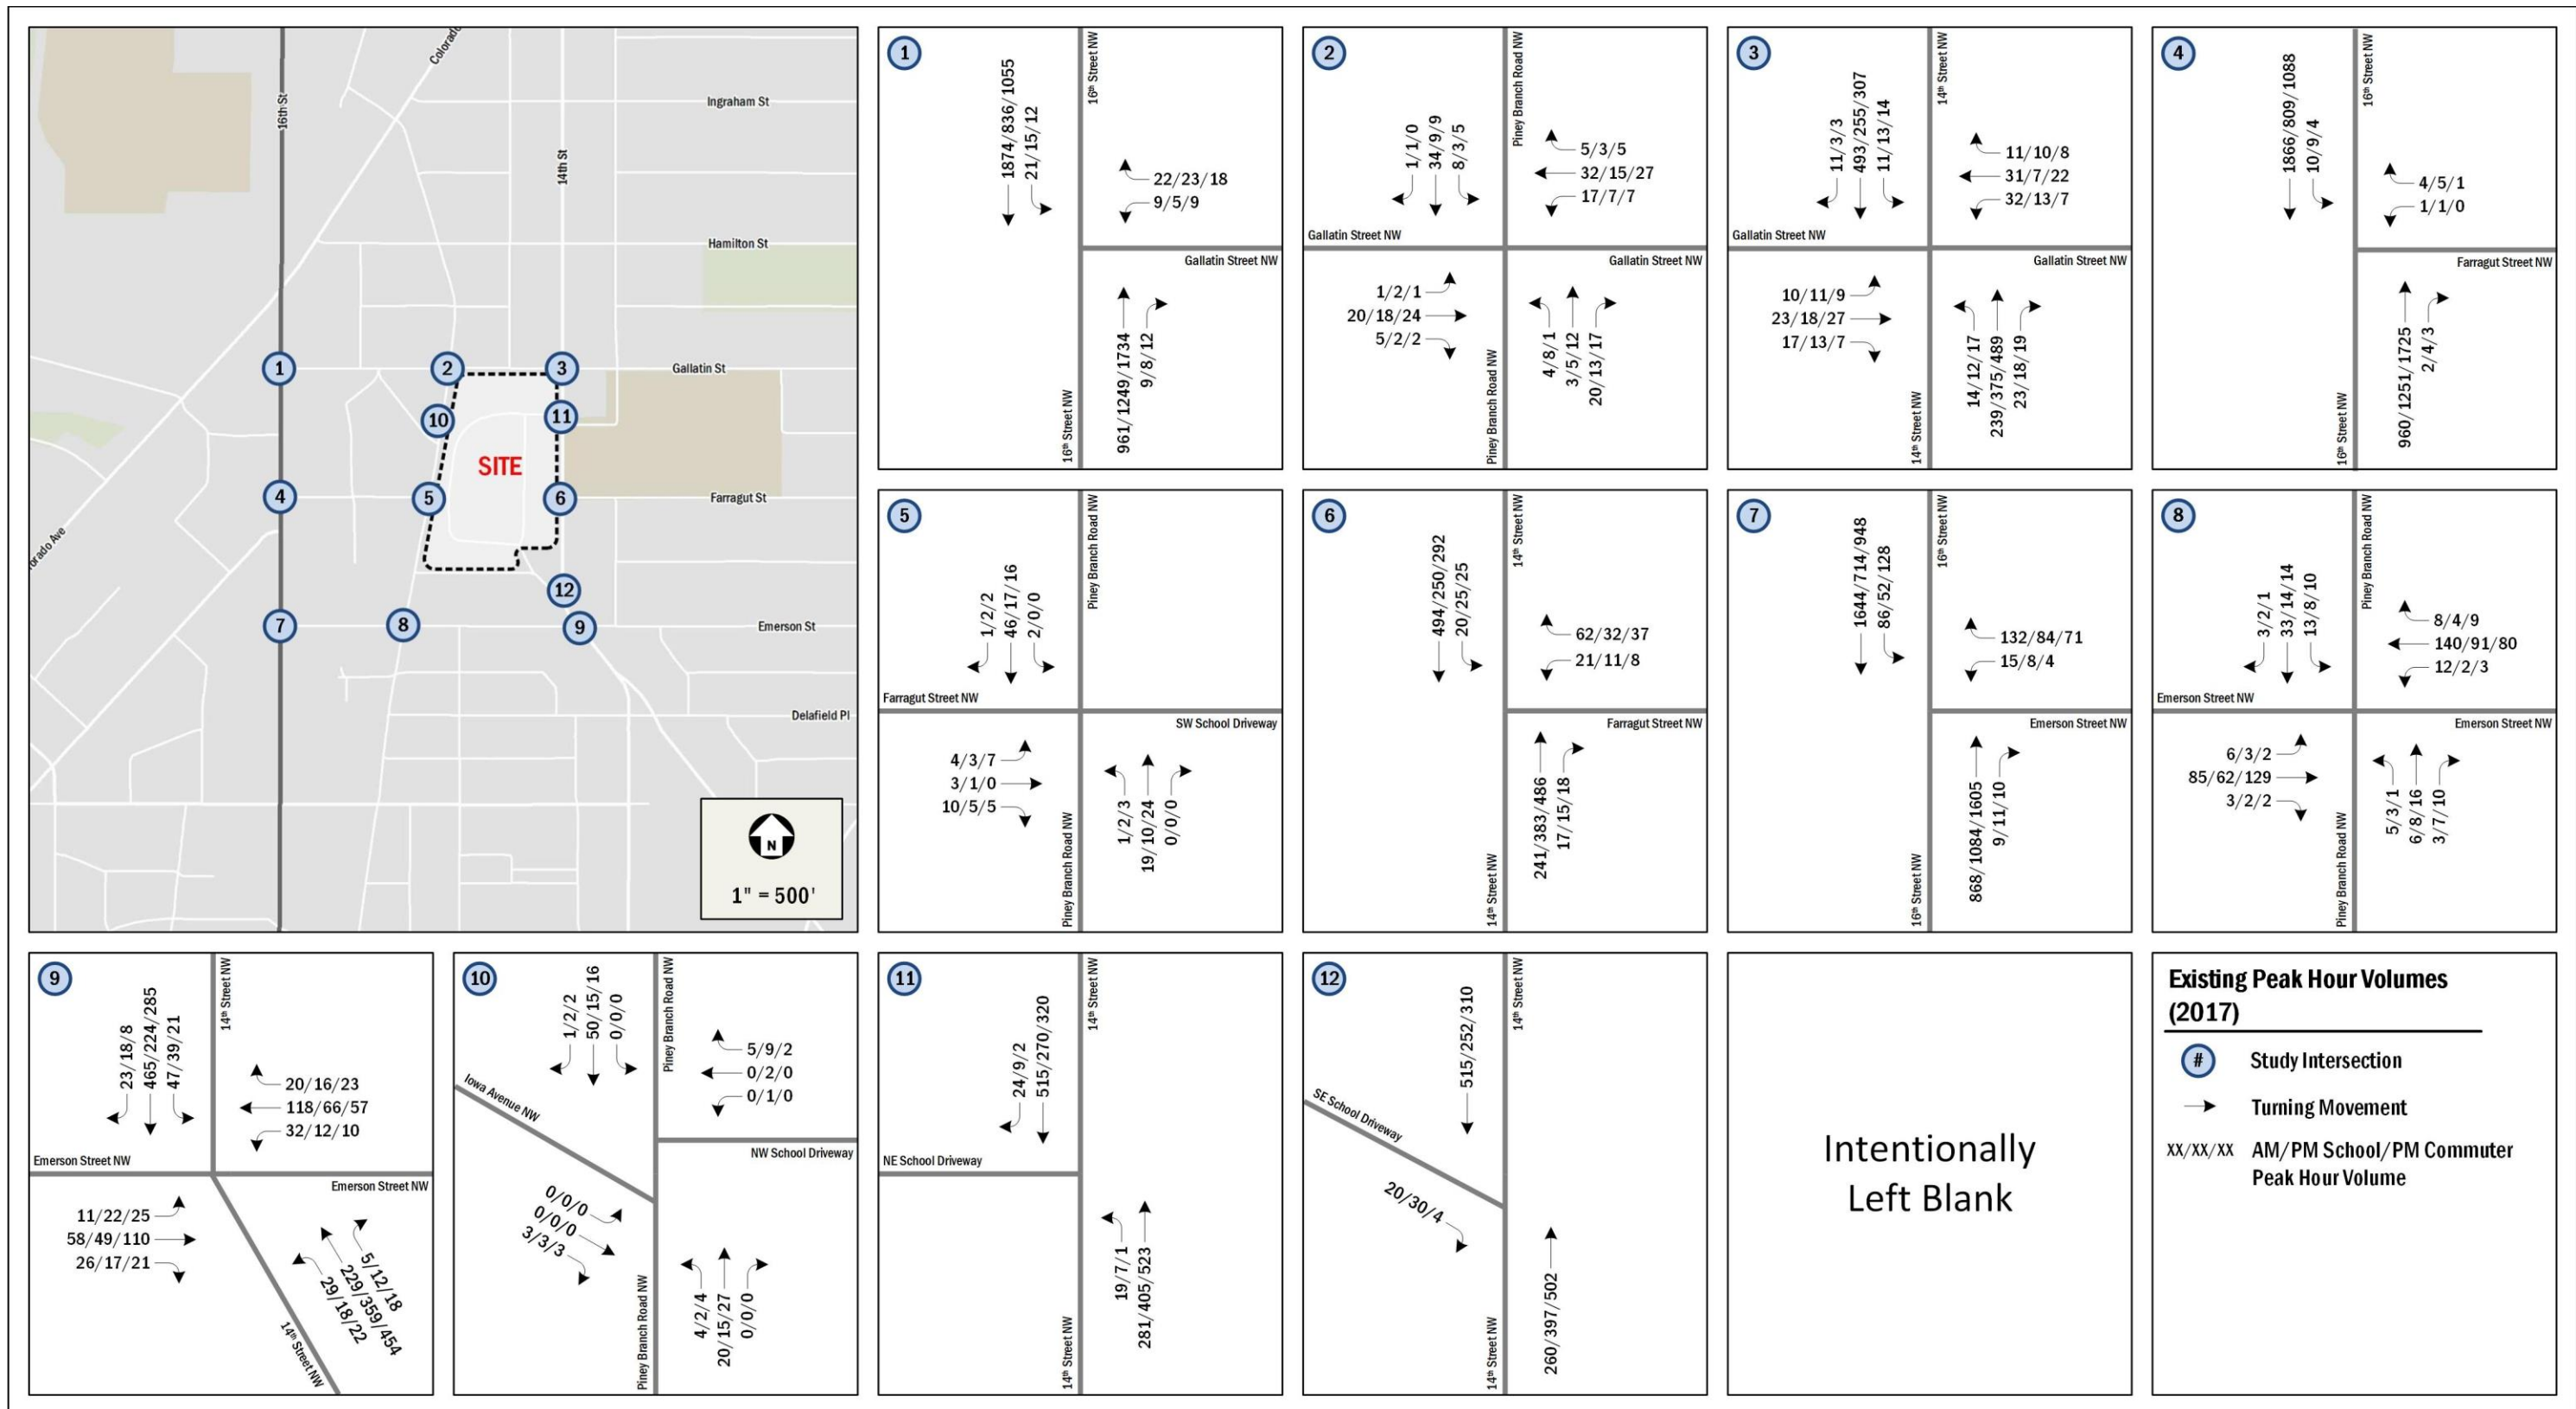 Colorado
16th St
14th St
Ingraham St
Hamilton St
Gallatin St
Farragut St
Emerson St
Delafield Pl
orado Ave
1
2
3
10
11
SITE
4
5
6
12
7
8
9
N
1" = 500'
1
1874/836/1055
21/15/12
16th Street NW
22/23/18
9/5/9
Gallatin Street NW
961/1249/1734
9/8/12
16th Street NW
2
1/1/0
34/9/9
8/3/5
Piney Branch Road NW
5/3/5
32/15/27
17/7/7
Gallatin Street NW
Gallatin Street NW
1/2/1
20/18/24
5/2/2
4/8/1
3/5/12
20/13/17
Piney Branch Road NW
3
11/3/3
493/255/307
11/13/14
14th Street NW
11/10/8
31/7/22
32/13/7
Gallatin Street NW
Gallatin Street NW
10/11/9
23/18/27
17/13/7
14/12/17
239/375/489
23/18/19
14th Street NW
4
1866/809/1088
10/9/4
16th Street NW
4/5/1
1/1/0
Farragut Street NW
960/1251/1725
2/4/3
16th Street NW
5
1/2/2
46/17/16
2/0/0
Piney Branch Road NW
Farragut Street NW
SW School Driveway
4/3/7
3/1/0
10/5/5
1/2/3
19/10/24
0/0/0
Piney Branch Road NW
6
494/250/292
20/25/25
14th Street NW
62/32/37
21/11/8
Farragut Street NW
241/383/486
17/15/18
14th Street NW
7
1644/714/948
86/52/128
16th Street NW
132/84/71
15/8/4
Emerson Street NW
868/1084/1605
9/11/10
16th Street NW
8
3/2/1
33/14/14
13/8/10
Piney Branch Road NW
8/4/9
140/91/80
12/2/3
Emerson Street NW
Emerson Street NW
6/3/2
85/62/129
3/2/2
5/3/1
6/8/16
3/7/10
Piney Branch Road NW
9
23/18/8
465/224/285
47/39/21
14th Street NW
20/16/23
118/66/57
32/12/10
Emerson Street NW
Emerson Street NW
11/22/25
58/49/110
26/17/21
29/18/22
229/359/454
5/12/18
14th Street NW
10
1/2/2
50/15/16
0/0/0
Piney Branch Road NW
5/9/2
0/2/0
0/1/0
Iowa Avenue NW
NW School Driveway
0/0/0
0/0/0
3/3/3
4/2/4
20/15/27
0/0/0
Piney Branch Road NW
11
24/9/2
515/270/320
14th Street NW
NE School Driveway
19/7/1
281/405/523
14th Street NW
12
515/252/310
14th Street NW
SE School Driveway
20/30/4
260/397/502
14th Street NW
Intentionally
Left Blank
Existing Peak Hour Volumes
(2017)
# Study Intersection
Turning Movement
XX/XX/XX AM/PM School/PM Commuter
Peak Hour Volume